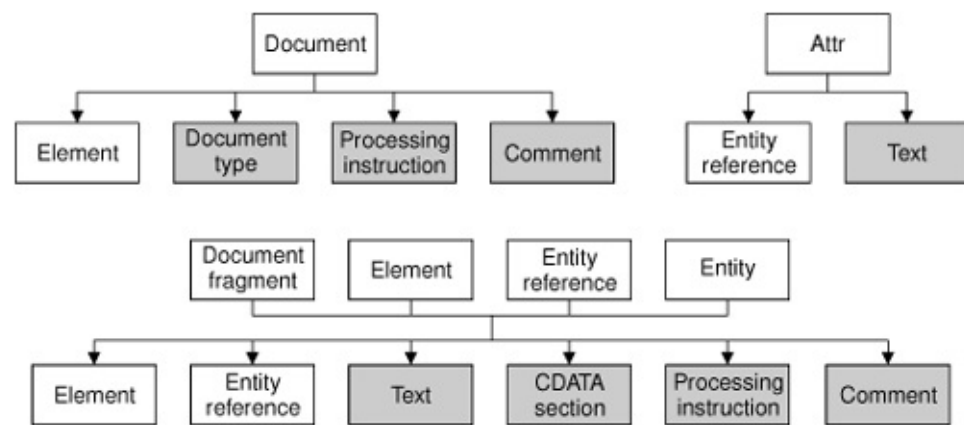 Document
Attr
Element
Document
type
Processing
instruction
Comment
Entity
reference
Text
Document
fragment
Element
Entity
reference
Entity
Element
Entity
reference
Text
CDATA
section
Processing
instruction
Comment